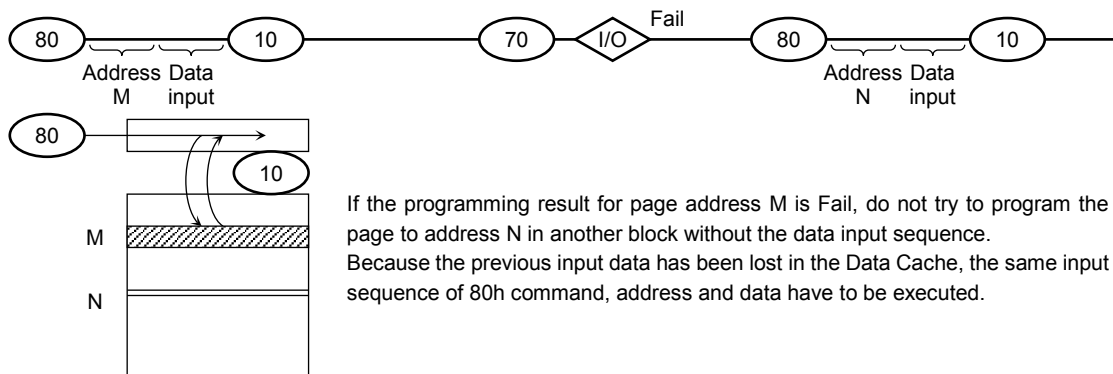 Fail
80 10 70 I/O 80 10
Address Data Address Data
M input N input
80
10
If the programming result for page address M is Fail, do not try to program the
M page to address N in another block without the data input sequence.
Because the previous input data has been lost in the Data Cache, the same input
N sequence of 80h command, address and data have to be executed.